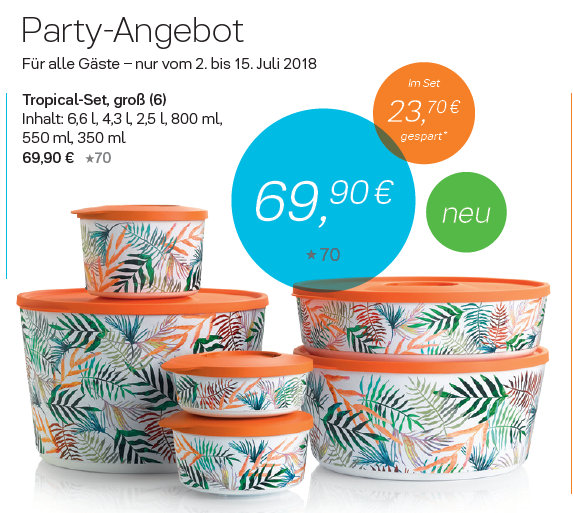 Party-Angebot
Für alle Gäste – nur vom 2. bis 15. Juli 2018
Tropical-Set, groß (6)
Inhalt: 6,6 l, 4,3 l, 2,5 l, 800 ml,
550 ml, 350 ml
69,90 € ★70
Im Set
23,70 €
gespart*
69,90 €
★70
neu